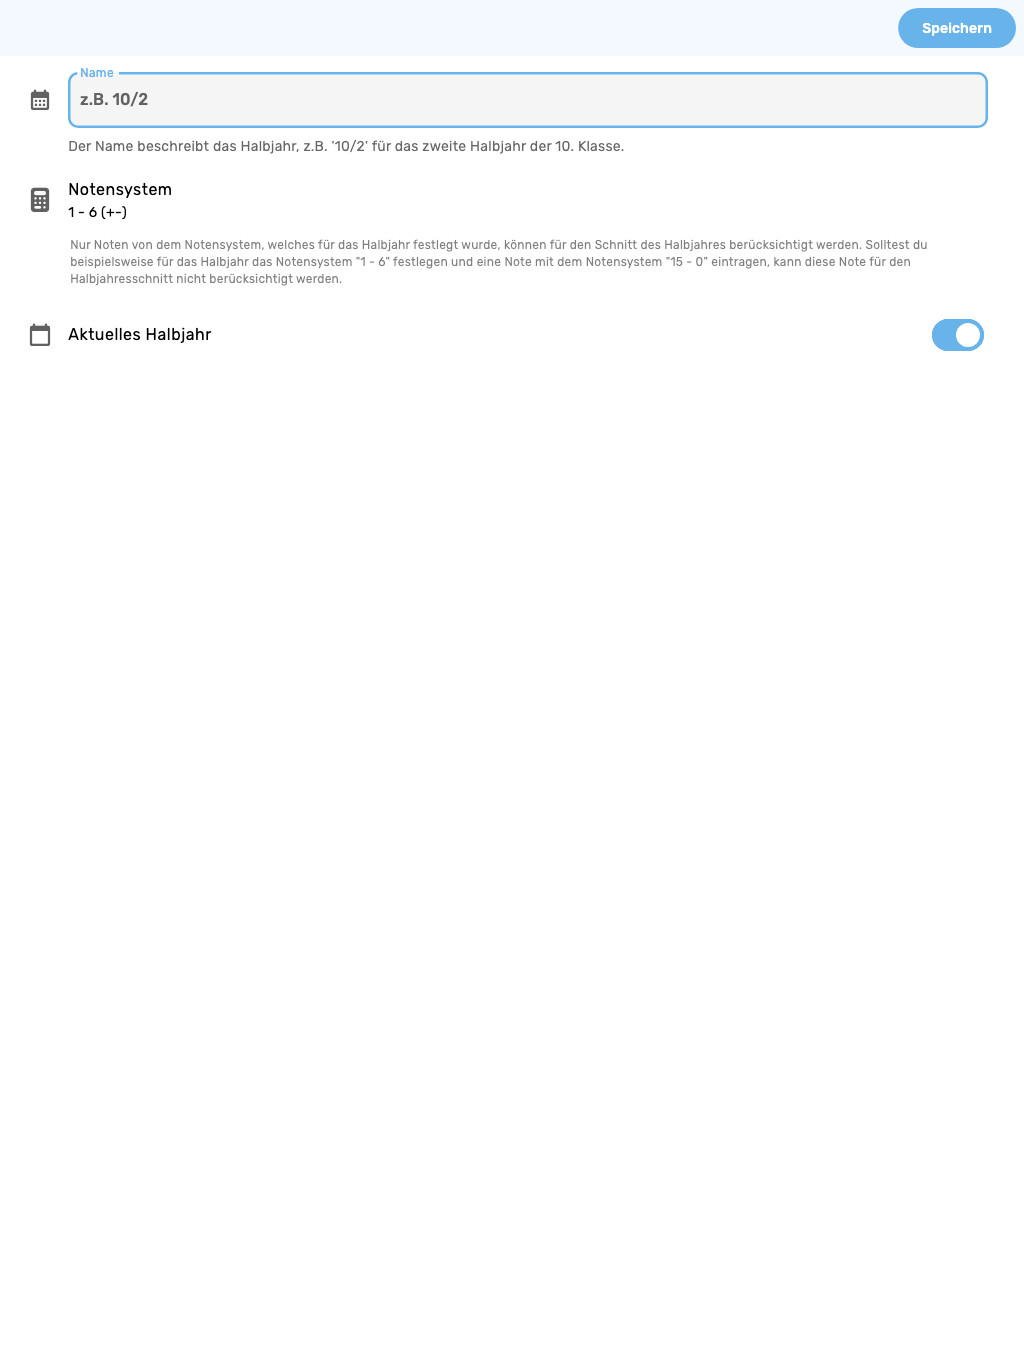 Speichern
Name
z.B. 10/2
Der Name beschreibt das Halbjahr, z.B. '10/2' für das zweite Halbjahr der 10. Klasse.
Notensystem
1 - 6 (+-)
Nur Noten von dem Notensystem, welches für das Halbjahr festlegt wurde, können für den Schnitt des Halbjahres berücksichtigt werden. Solltest du
beispielsweise für das Halbjahr das Notensystem "1 - 6" festlegen und eine Note mit dem Notensystem "15 - 0" eintragen, kann diese Note für den
Halbjahresschnitt nicht berücksichtigt werden.
Aktuelles Halbjahr